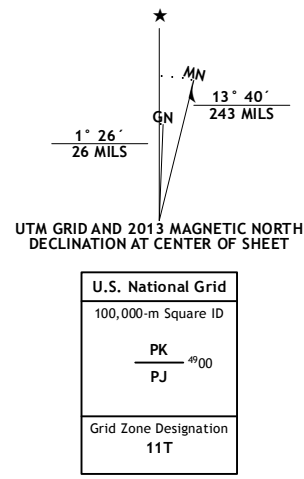 ★
MN
GN
13° 40´
243 MILS
1° 26´
26 MILS
UTM GRID AND 2013 MAGNETIC NORTH
DECLINATION AT CENTER OF SHEET
U.S. National Grid
100,000-m Square ID
PK
4900
PJ
Grid Zone Designation
11T